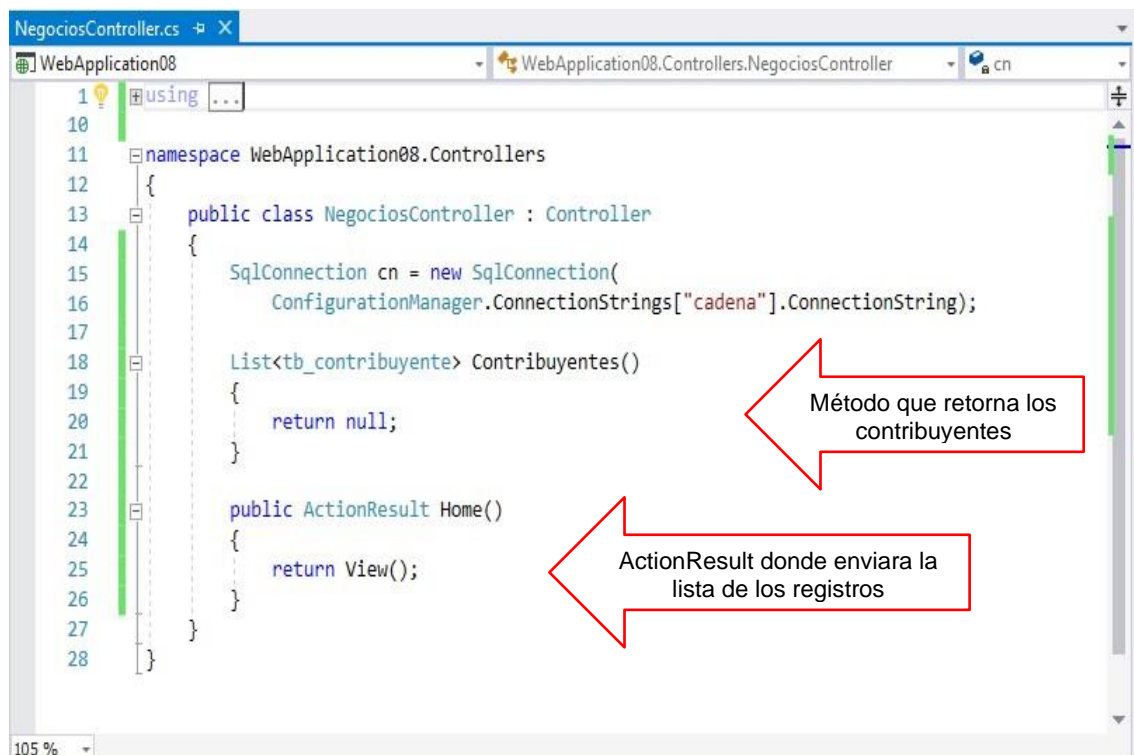 NegociosController.cs
WebApplication08 WebApplication08.Controllers.NegociosController cn
1 using ...
10
11 namespace WebApplication08.Controllers
12 {
13 public class NegociosController : Controller
14 {
15 SqlConnection cn = new SqlConnection(
16 ConfigurationManager.ConnectionStrings["cadena"].ConnectionString);
17
18 List<tb_contribuyente> Contribuyentes()
19 {
20 return null;
21 }
22
23 public ActionResult Home()
24 {
25 return View();
26 }
27 }
28 }
Método que retorna los
contribuyentes
ActionResult donde enviara la
lista de los registros
105 %